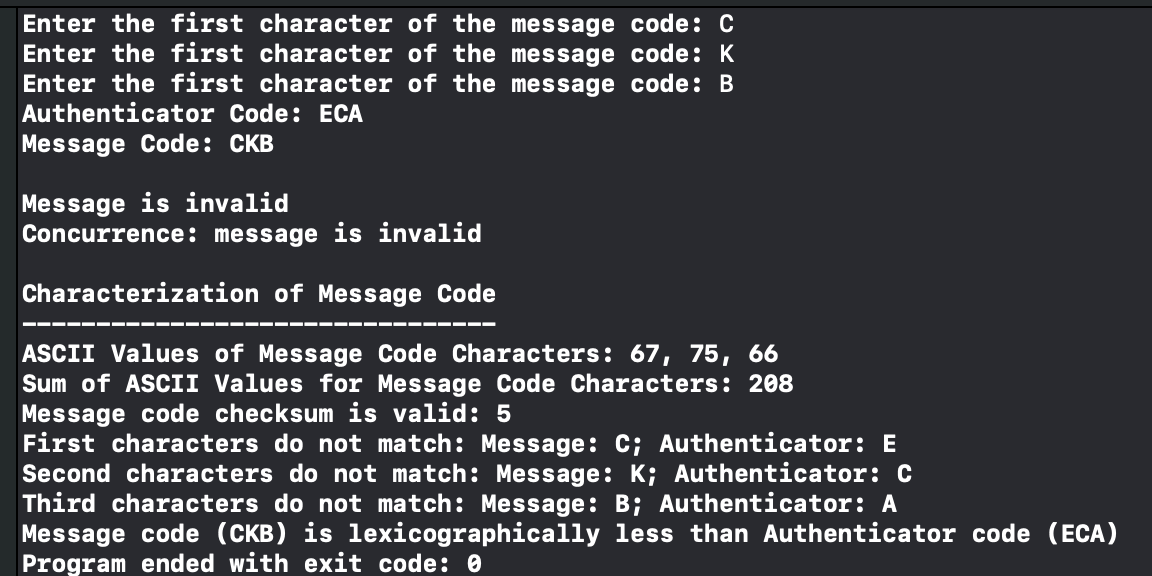 Enter the first character of the message code: C
Enter the first character of the message code: K
Enter the first character of the message code: B
Authenticator Code: ECA
Message Code: CKB
Message is invalid
Concurrence: message is invalid
Characterization of Message Code
--------------------------------
ASCII Values of Message Code Characters: 67, 75, 66
Sum of ASCII Values for Message Code Characters: 208
Message code checksum is valid: 5
First characters do not match: Message: C; Authenticator: E
Second characters do not match: Message: K; Authenticator: C
Third characters do not match: Message: B; Authenticator: A
Message code (CKB) is lexicographically less than Authenticator code (ECA)
Program ended with exit code: 0